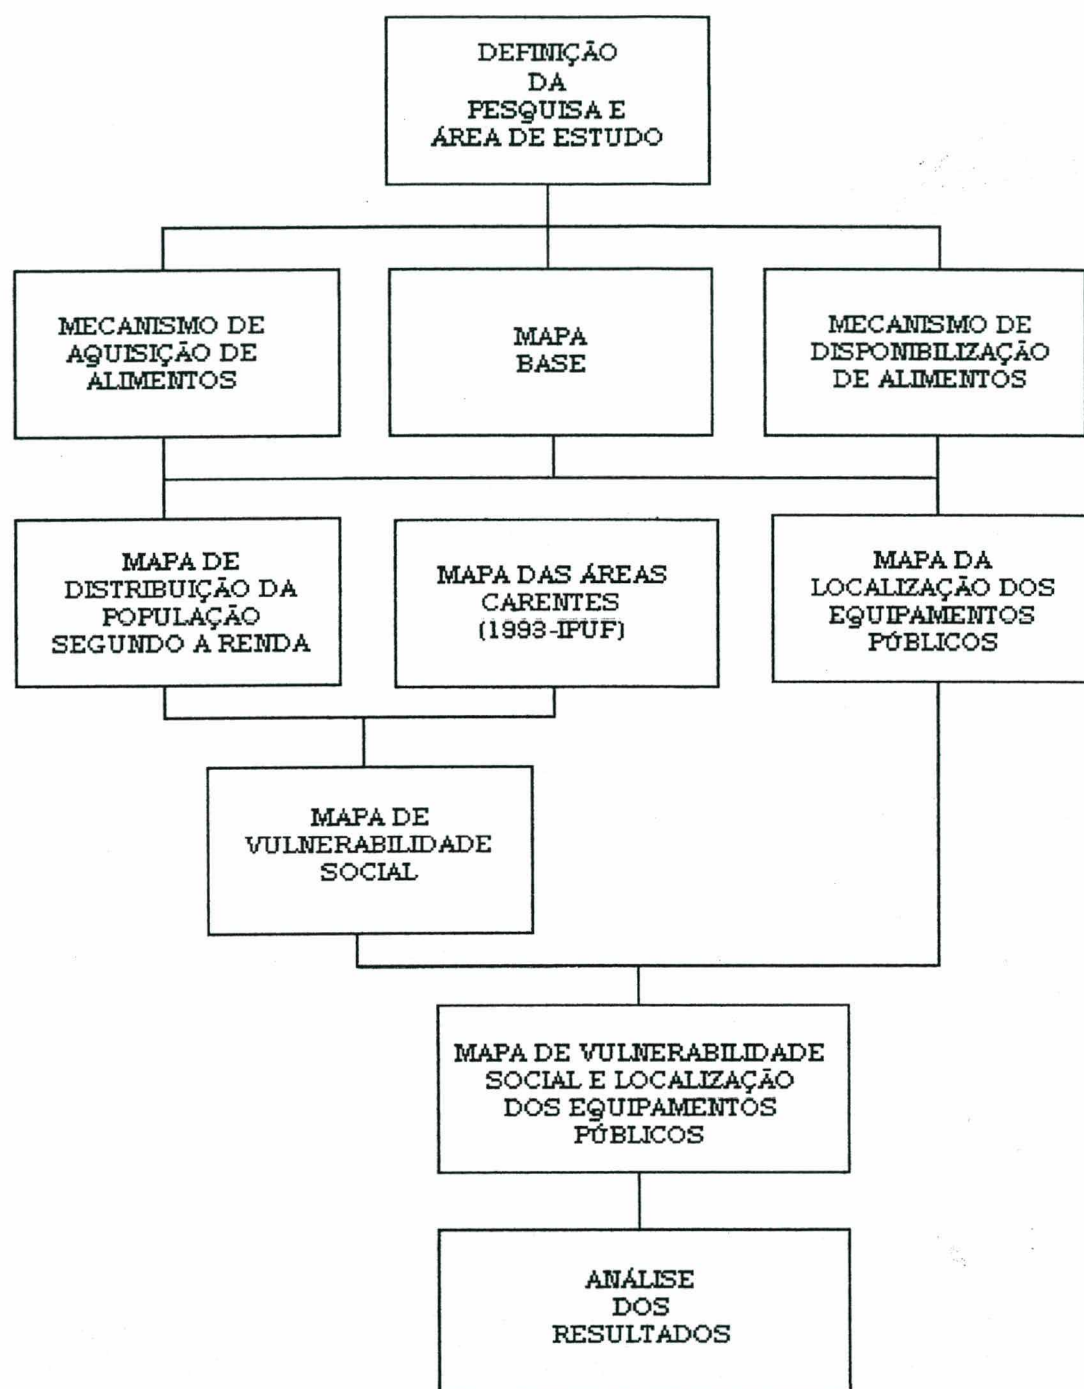 DEFINIÇÃO
DA
PESQUISA E
ÁREA DE ESTUDO
MECANISMO DE
AQUISIÇÃO DE
ALIMENTOS
MAPA
BASE
MECANISMO DE
DISPONIBILIZAÇÃO
DE ALIMENTOS
MAPA DE
DISTRIBUIÇÃO DA
POPULAÇÃO
SEGUNDO A RENDA
MAPA DAS ÁREAS
CARENTES
(1993-IPUF)
MAPA DA
LOCALIZAÇÃO DOS
EQUIPAMENTOS
PÚBLICOS
MAPA DE
VULNERABILIDADE
SOCIAL
MAPA DE VULNERABILIDADE
SOCIAL E LOCALIZAÇÃO
DOS EQUIPAMENTOS
PÚBLICOS
ANÁLISE
DOS
RESULTADOS